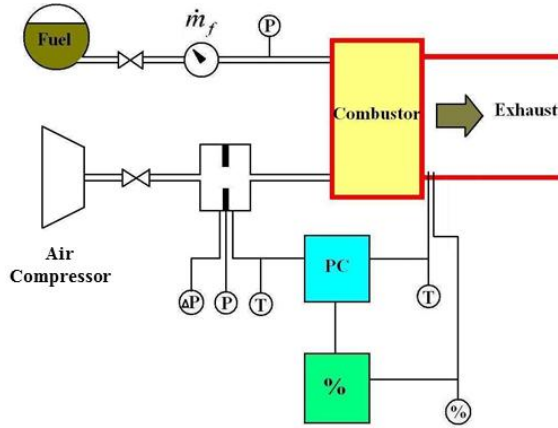 Fuel
ṁf
P
Combustor
Exhaust
Air
Compressor
ΔP
P
T
PC
T
%
%